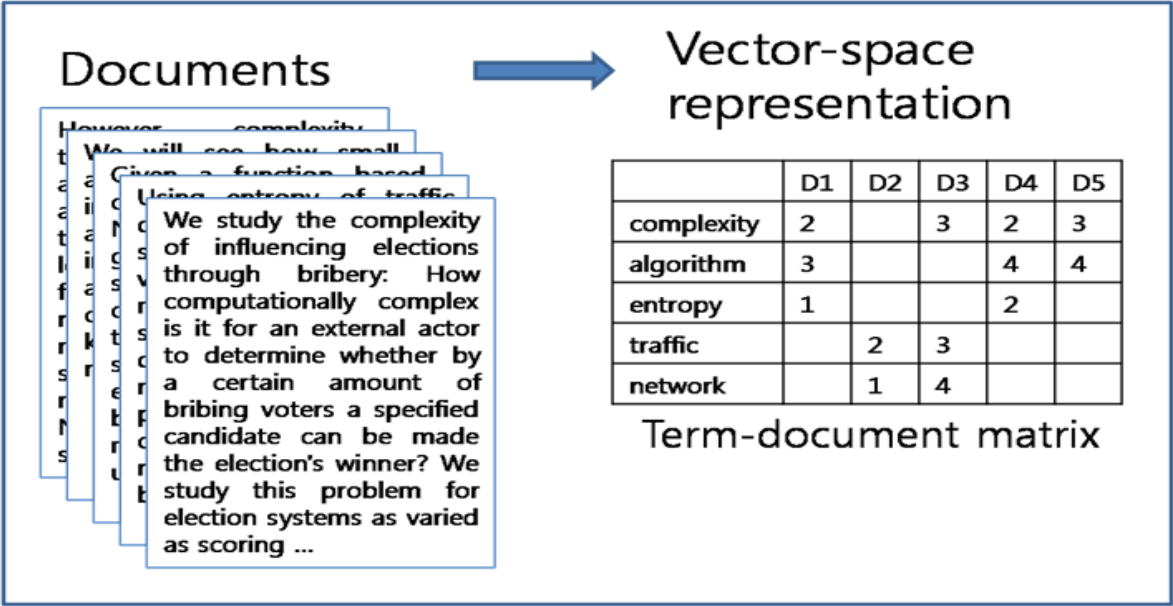 Documents
Vector-space
representation
However, complexity
We will see how small
Given a function based
Using entropy of traffic
We study the complexity
of influencing elections
through bribery: How
computationally complex
is it for an external actor
to determine whether by
a certain amount of
bribing voters a specified
candidate can be made
the election's winner? We
study this problem for
election systems as varied
as scoring ...
D1 D2 D3 D4 D5
complexity 2 3 2 3
algorithm 3 4 4
entropy 1 2
traffic 2 3
network 1 4
Term-document matrix